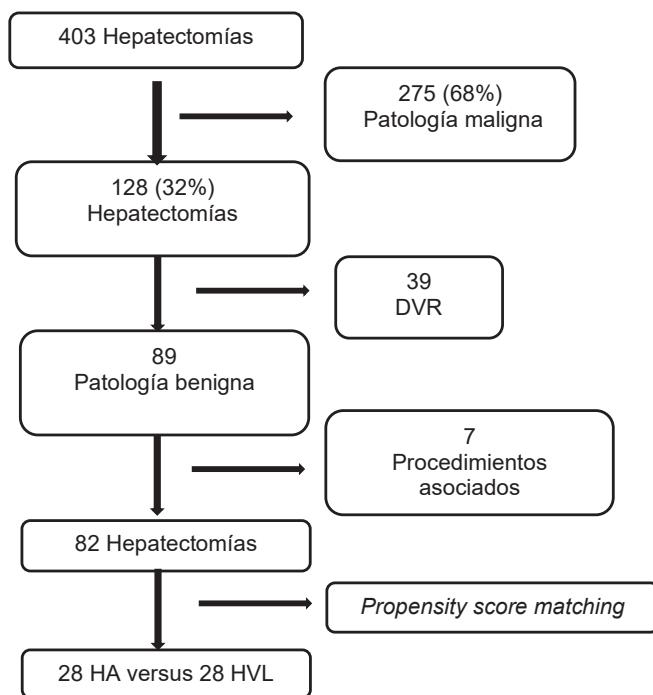 403 Hepatectomías
275 (68%)
Patología maligna
128 (32%)
Hepatectomías
39
DVR
89
Patología benigna
7
Procedimientos
asociados
82 Hepatectomías
Propensity score matching
28 HA versus 28 HVL